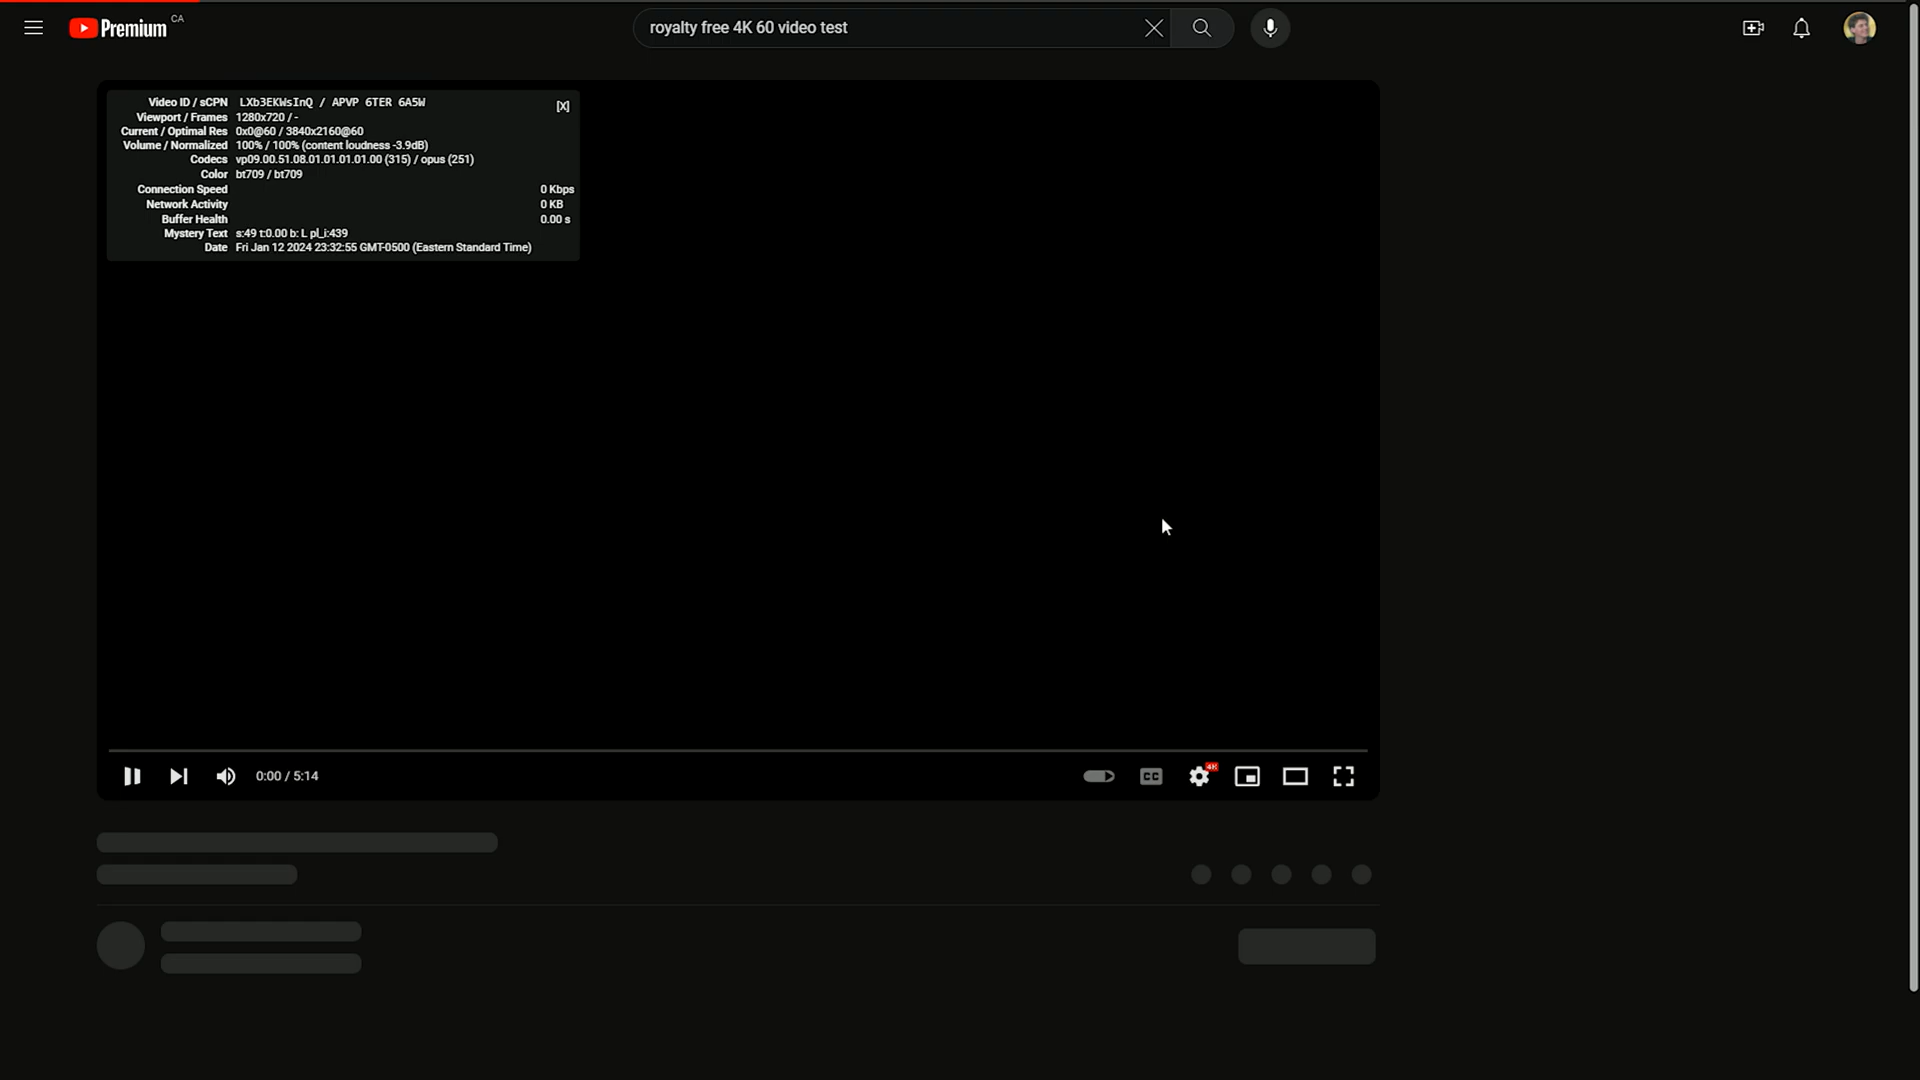 Premium CA
royalty free 4K 60 video test
Video ID / sCPN LXb3EKWsInQ / APVP 6TER 6A5W [X]
Viewport / Frames 1280x720 / -
Current / Optimal Res 0x0@60 / 3840x2160@60
Volume / Normalized 100% / 100% (content loudness -3.9dB)
Codecs vp09.00.51.08.01.01.01.01.00 (315) / opus (251)
Color bt709 / bt709
Connection Speed 0 Kbps
Network Activity 0 KB
Buffer Health 0.00 s
Mystery Text s:49 t:0.00 b: L pl_i:439
Date Fri Jan 12 2024 23:32:55 GMT-0500 (Eastern Standard Time)
0:00 / 5:14
CC
4K